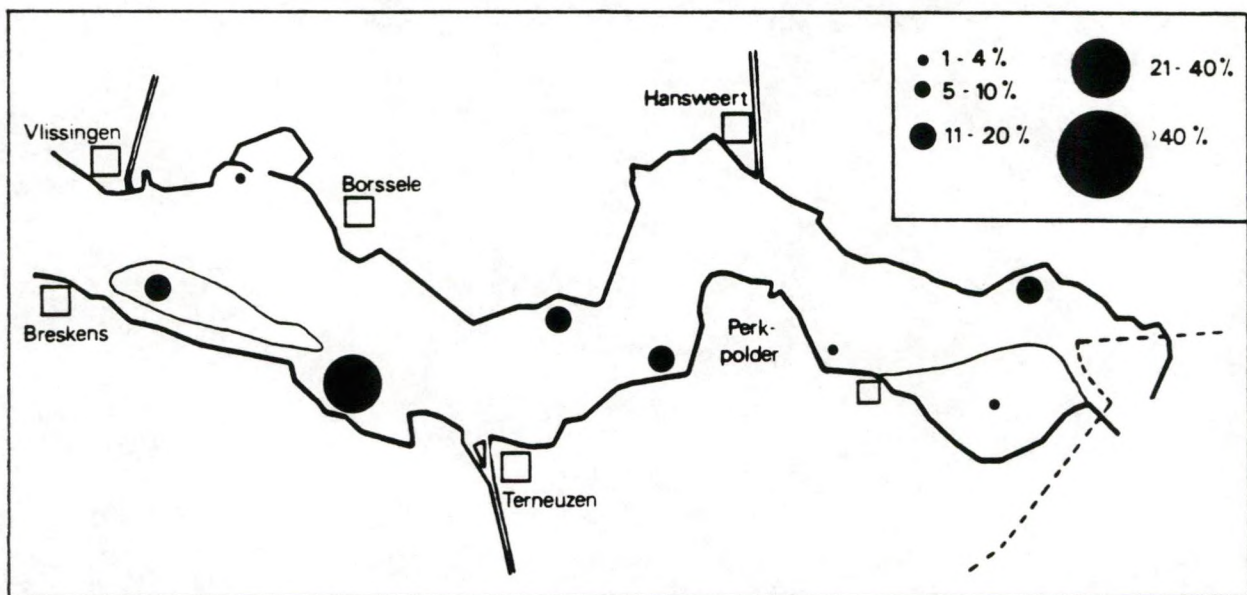 Vlissingen
Breskens
Borssele
Terneuzen
Hansweert
Perk-
polder
1 - 4 %
5 - 10 %
11 - 20 %
21 - 40 %
>40 %